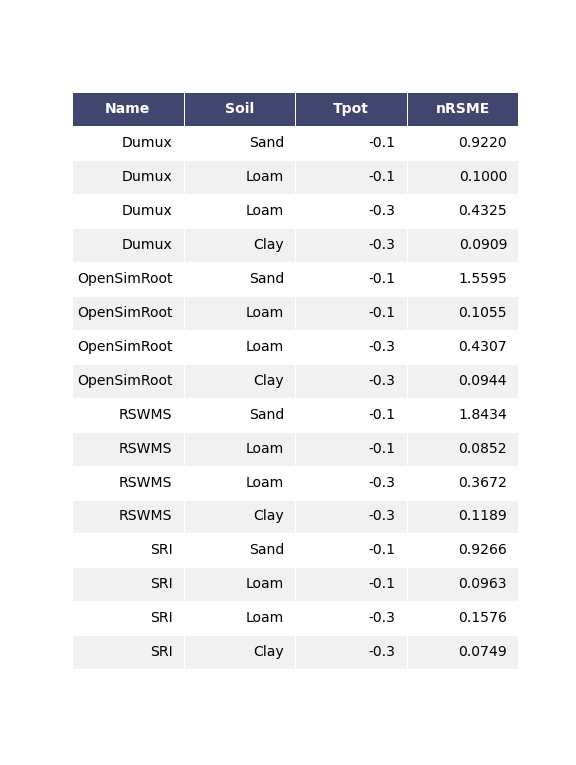 Name Soil Tpot nRSME
Dumux Sand -0.1 0.9220
Dumux Loam -0.1 0.1000
Dumux Loam -0.3 0.4325
Dumux Clay -0.3 0.0909
OpenSimRoot Sand -0.1 1.5595
OpenSimRoot Loam -0.1 0.1055
OpenSimRoot Loam -0.3 0.4307
OpenSimRoot Clay -0.3 0.0944
RSWMS Sand -0.1 1.8434
RSWMS Loam -0.1 0.0852
RSWMS Loam -0.3 0.3672
RSWMS Clay -0.3 0.1189
SRI Sand -0.1 0.9266
SRI Loam -0.1 0.0963
SRI Loam -0.3 0.1576
SRI Clay -0.3 0.0749